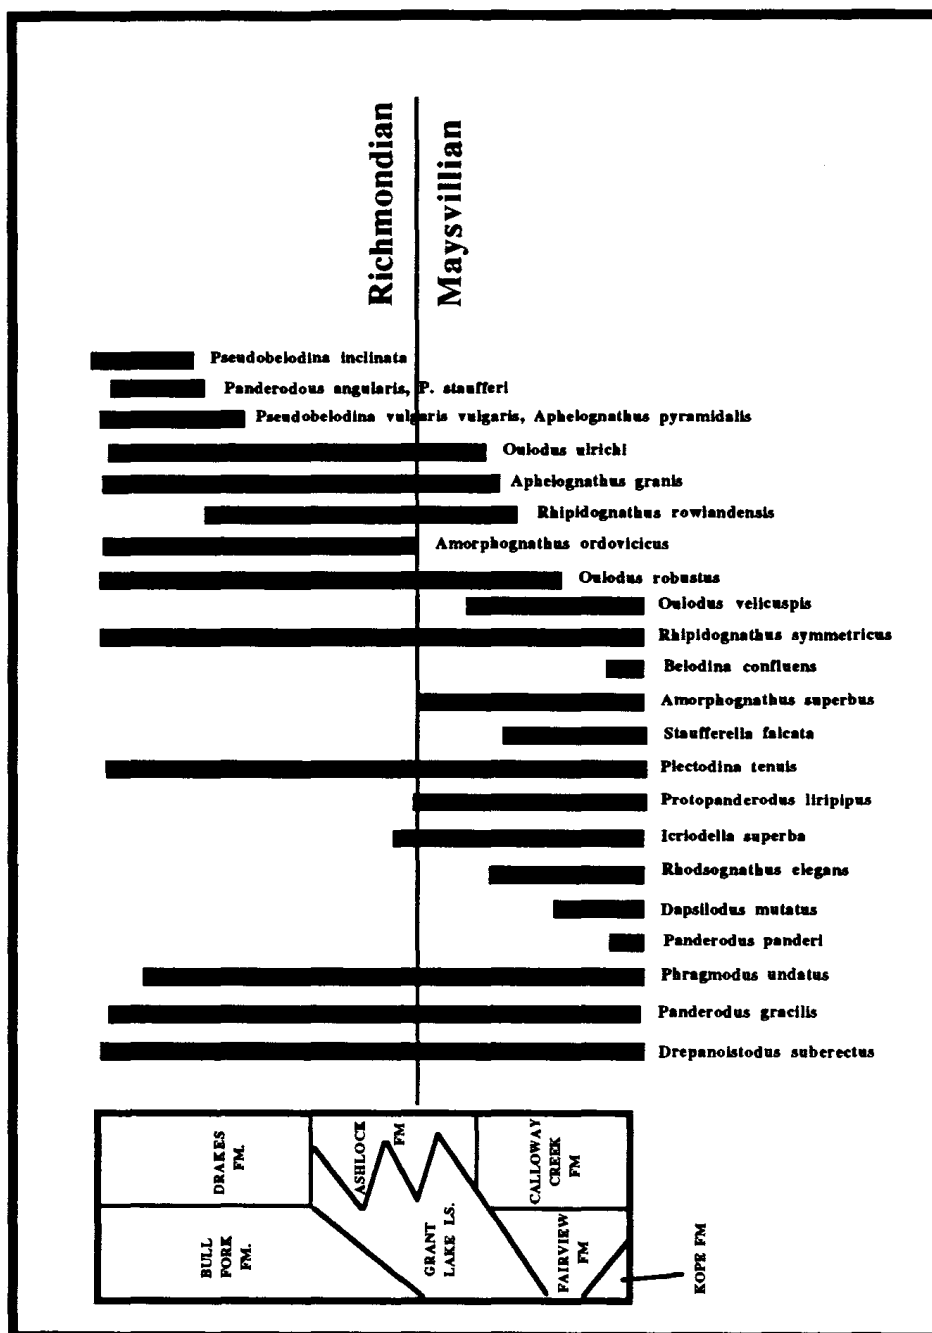 Richmondian
Maysvillian
Pseudobelodina inclinata
Panderodous angularis, P. staufferi
Pseudobelodina vulgaris vulgaris, Aphelognathus pyramidalis
Oulodus ulrichi
Aphelognathus granis
Rhipidognathus rowlandensis
Amorphognathus ordovicicus
Oulodus robustus
Oulodus velicuspis
Rhipidognathus symmetricus
Belodina confluens
Amorphognathus superbus
Staufferella falcata
Plectodina tenuis
Protopanderodus liripipus
Icriodella superba
Rhodsognathus elegans
Dapsilodus mutatus
Panderodus panderi
Phragmodus undatus
Panderodus gracilis
Drepanoistodus suberectus
DRAKES
FM.
ASHLOCK
FM
CALLOWAY
CREEK
FM
BULL
FORK
FM.
GRANT
LAKE LS.
FAIRVIEW
FM
KOPE FM